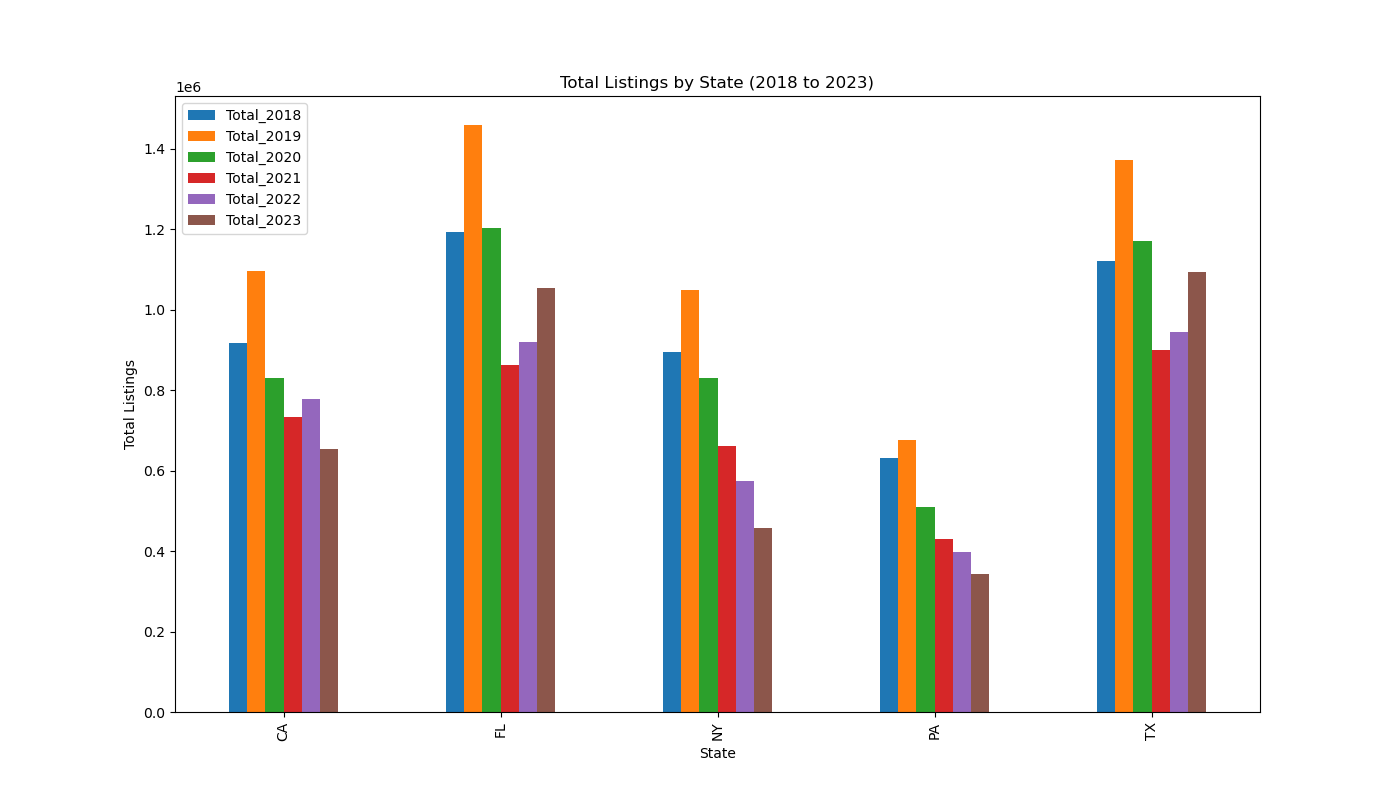 Total Listings by State (2018 to 2023)
1e6
Total_2018
Total_2019
Total_2020
Total_2021
Total_2022
Total_2023
1.4
1.2
1.0
0.8
0.6
0.4
0.2
0.0
Total Listings
CA
FL
NY
PA
TX
State